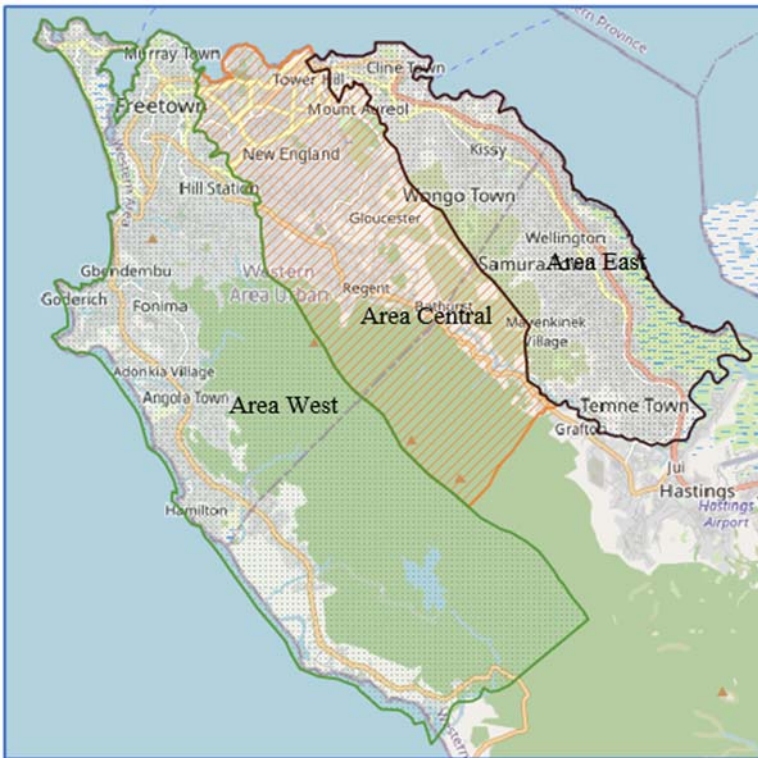 ern Province
Murray Town
Cline Town
Tower Hill
Freetown
Mount Aureol
New England
Kissy
Hill Station
Wongo Town
Gloucester
Western Area
Wellington
Samura
Area East
Gbendembu
Western
Area Urban
Goderich
Fonima
Regent
Bathurst
Area Central
Mayenkinek
Village
Adonkia Village
Angola Town
Area West
Temne Town
Grafton
Jui
Hastings
Hastings
Airport
Hamilton
Western